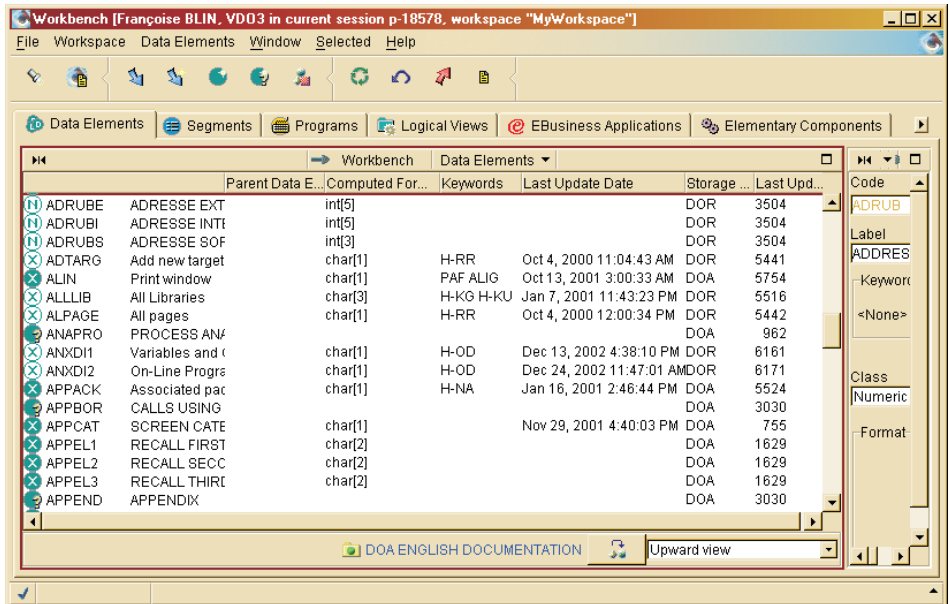 Workbench [Françoise BLIN, VDO3 in current session p-18578, workspace "MyWorkspace"]
File Workspace Data Elements Window Selected Help
Data Elements Segments Programs Logical Views EBusiness Applications Elementary Components
Workbench Data Elements
Parent Data E... Computed For... Keywords Last Update Date Storage ... Last Upd...
N ADRUBE ADRESSE EXT int[5] DOR 3504
N ADRUBI ADRESSE INTE int[5] DOR 3504
N ADRUBS ADRESSE SOF int[3] DOR 3504
X ADTARG Add new target char[1] H-RR Oct 4, 2000 11:04:43 AM DOR 5441
X ALIN Print window char[1] PAF ALIG Oct 13, 2001 3:00:33 AM DOA 5754
X ALLLIB All Libraries char[3] H-KG H-KU Jan 7, 2001 11:43:23 PM DOR 5516
X ALPAGE All pages char[1] H-RR Oct 4, 2000 12:00:34 PM DOR 5442
ANAPRO PROCESS ANA DOA 962
X ANXDI1 Variables and char[1] H-OD Dec 13, 2002 4:38:10 PM DOR 6161
X ANXDI2 On-Line Progra char[1] H-OD Dec 24, 2002 11:47:01 AM DOR 6171
X APPACK Associated pac char[1] H-NA Jan 16, 2001 2:46:44 PM DOA 5524
APPBOR CALLS USING DOA 3030
X APPCAT SCREEN CATE char[1] Nov 29, 2001 4:40:03 PM DOA 755
X APPEL1 RECALL FIRST char[2] DOA 1629
X APPEL2 RECALL SECC char[2] DOA 1629
X APPEL3 RECALL THIRD char[2] DOA 1629
APPEND APPENDIX DOA 3030
DOA ENGLISH DOCUMENTATION Upward view
Code
ADRUB
Label
ADDRES
Keyword
<None>
Class
Numeric
Format